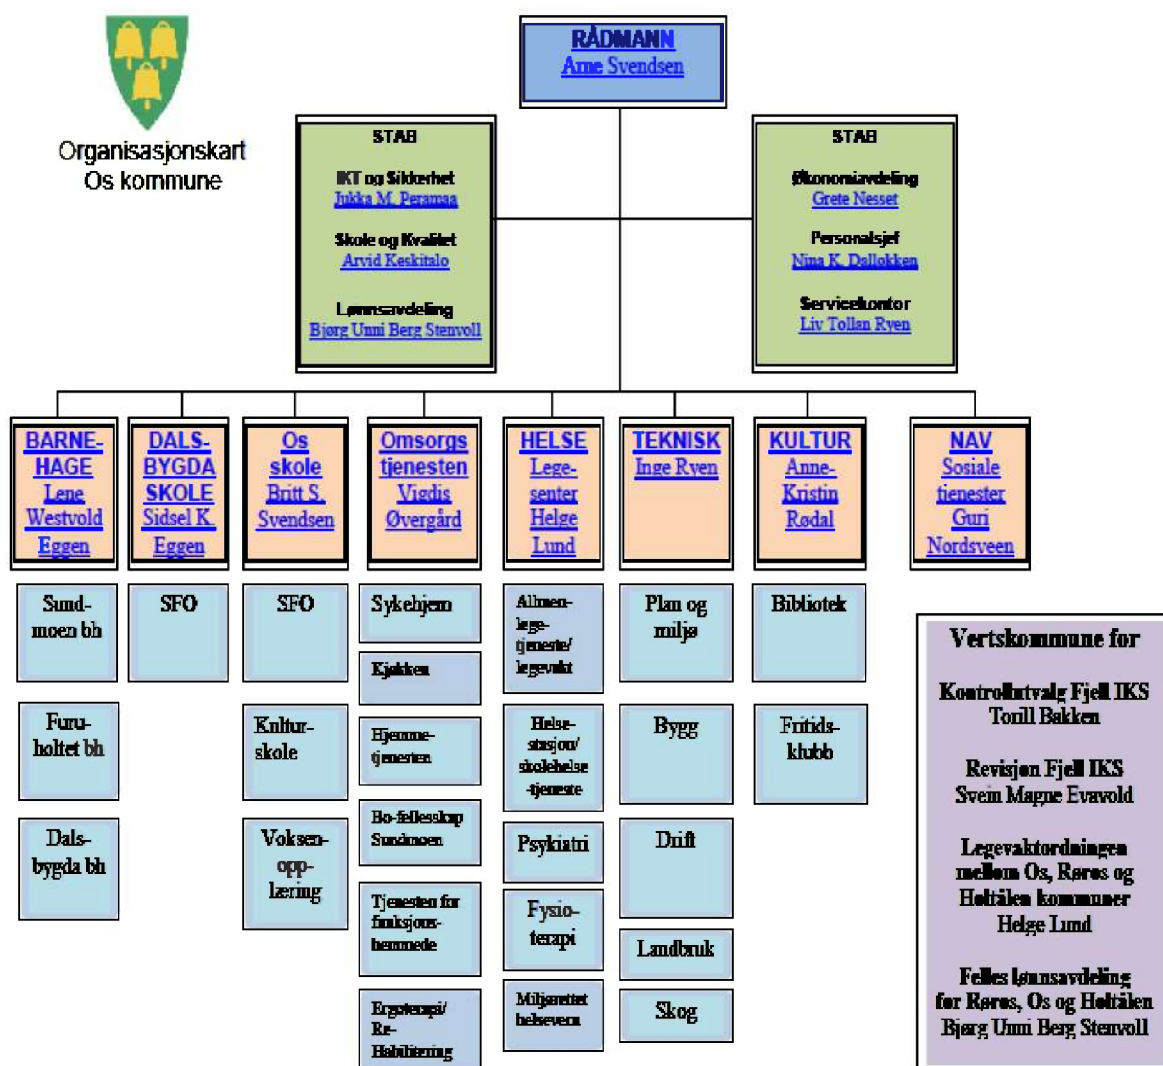 Organisasjonskart
Os kommune
RÅDMANN
Arne Svendsen
STAB
IKT og Sikkerhet
Jukka M. Peramaa
Skole og Kvalitet
Arvid Keskitalo
Lønnsavdeling
Bjørg Unni Berg Stenvoll
STAB
Økonomiavdeling
Grete Nesset
Personalsjef
Nina K. Dalløkken
Servicekontor
Liv Tollan Ryen
BARNE-
HAGE
Lene
Westvold
Eggen
DALS-
BYGDA
SKOLE
Sidsel K.
Eggen
Os
skole
Britt S.
Svendsen
Omsorgs
tjenesten
Vigdis
Øvergård
HELSE
Lege-
senter
Helge
Lund
TEKNISK
Inge Ryen
KULTUR
Anne-
Kristin
Rødal
NAV
Sosiale
tjenester
Guri
Nordsveen
Sund-
moen bh
Furu-
holtet bh
Dals-
bygda bh
SFO
SFO
Kultur-
skole
Voksen-
opp-
læring
Sykehjem
Kjøkken
Hjemme-
tjenesten
Bo-fellesskap
Sundmoen
Tjenesten for
funksjons-
hemmede
Ergoterapi/
Re-
Habilitering
Allmen-
lege-
tjeneste/
legevakt
Helse-
stasjon/
skolehelse
-tjeneste
Psykiatri
Fysio-
terapi
Miljørettet
helsevern
Plan og
miljø
Bygg
Drift
Landbruk
Skog
Bibliotek
Fritids-
klubb
Vertskommune for
Kontrollutvalg Fjell IKS
Torill Bakken
Revisjon Fjell IKS
Svein Magne Evavold
Legevaktordningen
mellom Os, Røros og
Holtålen kommuner
Helge Lund
Felles lønnsavdeling
for Røros, Os og Holtålen
Bjørg Unni Berg Stenvoll